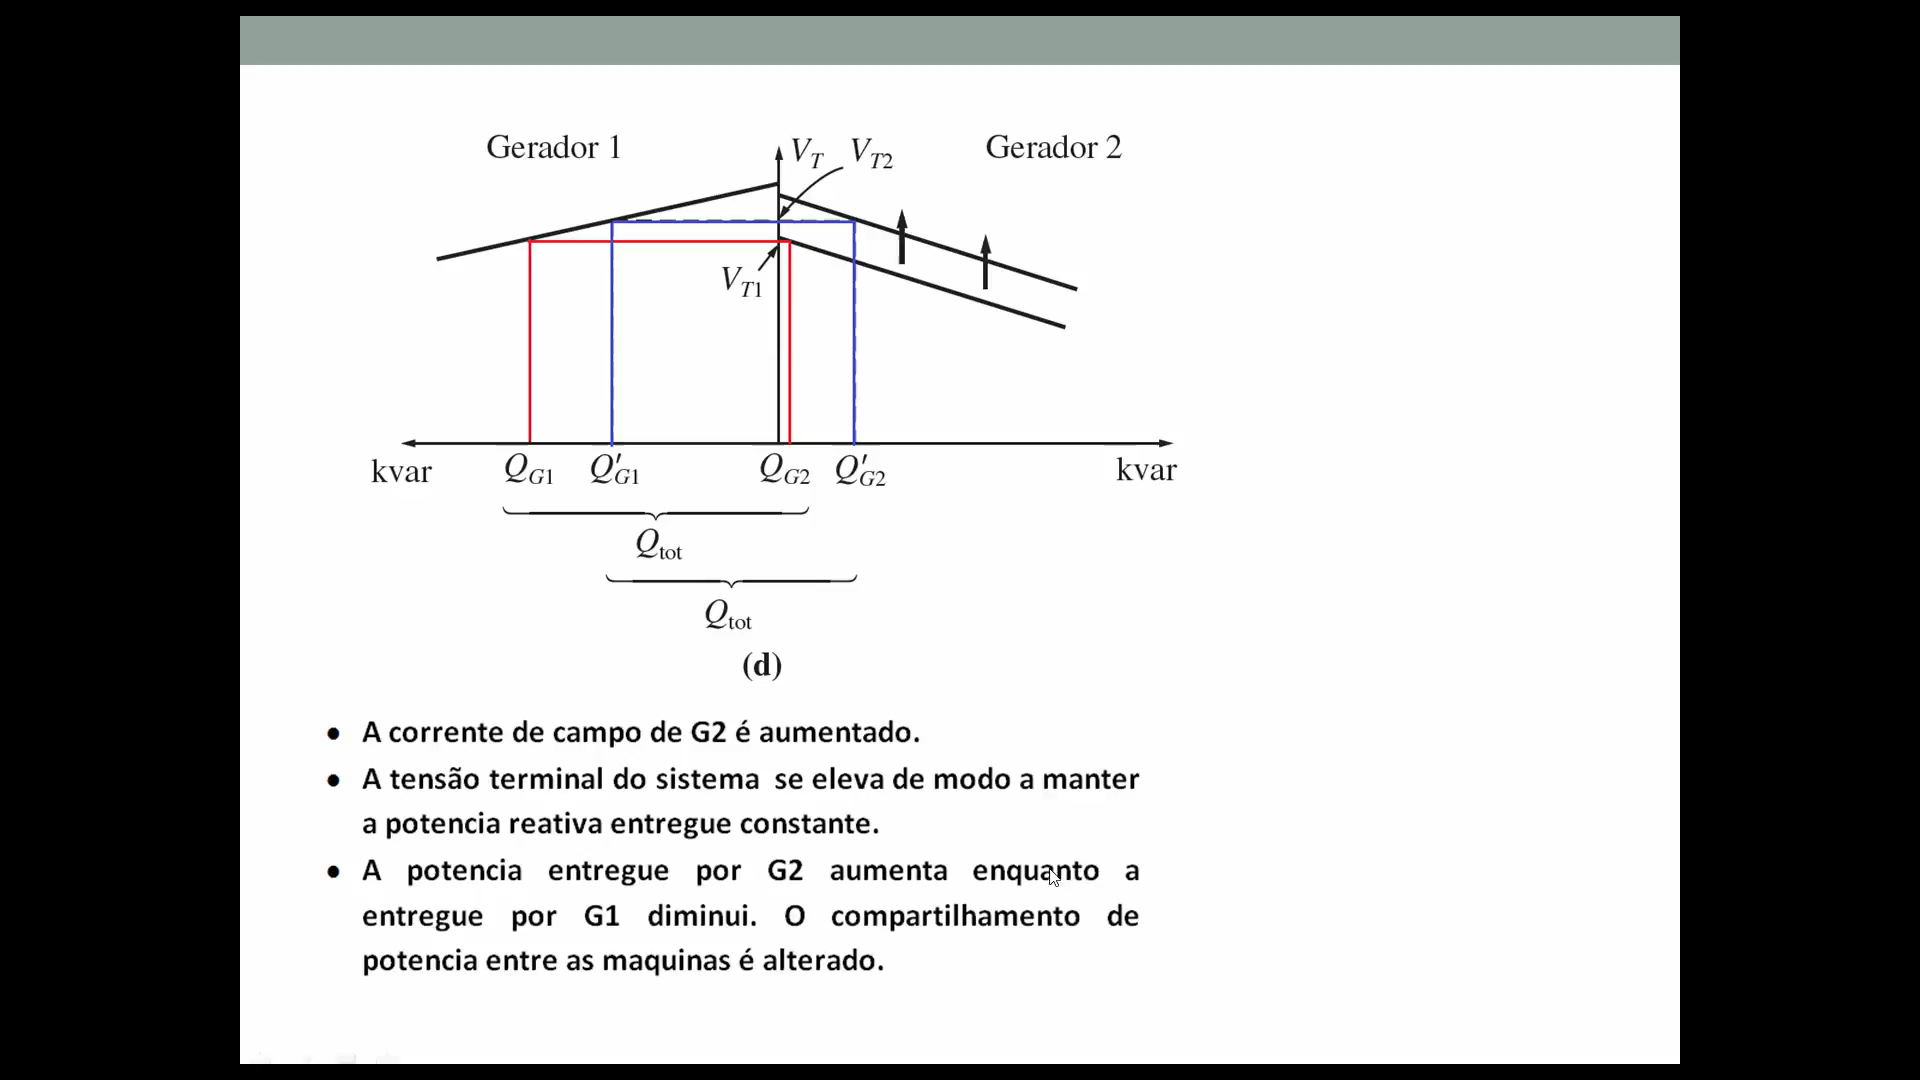 Gerador 1
V_T V_T2
Gerador 2
V_T1
kvar Q_G1 Q'_G1 Q_G2 Q'_G2 kvar
Q_tot
Q_tot
(d)
• A corrente de campo de G2 é aumentado.
• A tensão terminal do sistema se eleva de modo a manter
a potencia reativa entregue constante.
• A potencia entregue por G2 aumenta enquanto a
entregue por G1 diminui. O compartilhamento de
potencia entre as maquinas é alterado.